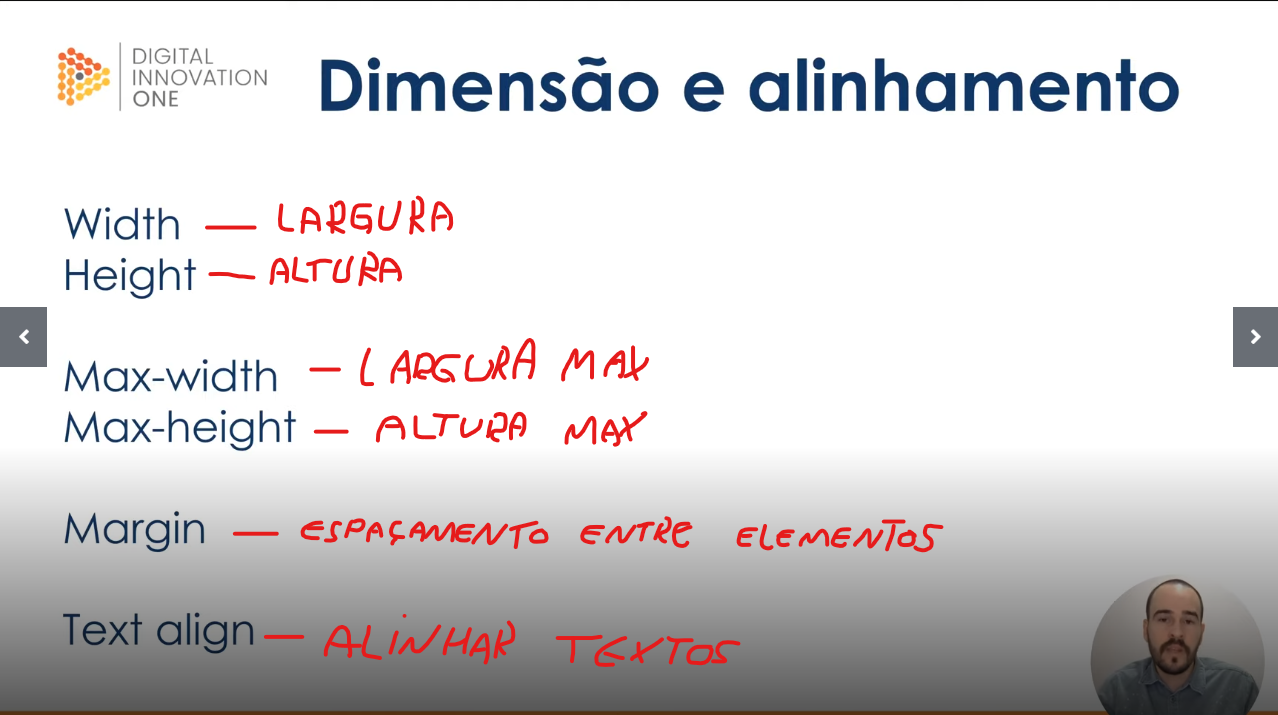 DIGITAL
INNOVATION
ONE
Dimensão e alinhamento
Width — LARGURA
Height — ALTURA
Max-width — LARGURA MAX
Max-height — ALTURA MAX
Margin — ESPAÇAMENTO ENTRE ELEMENTOS
Text align — ALINHAR TEXTOS